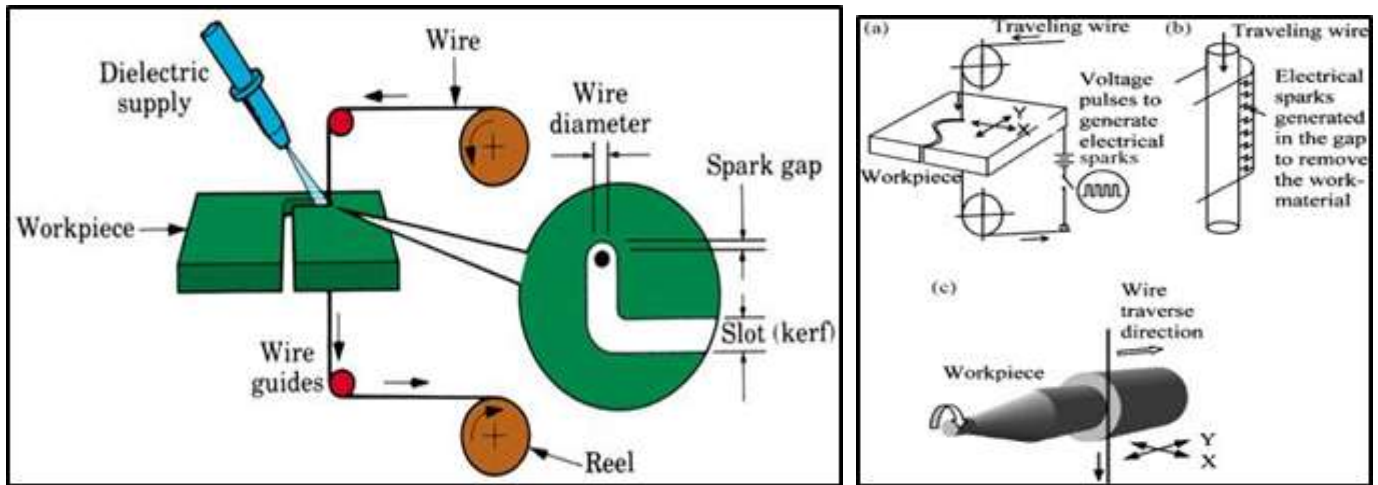 Wire
Dielectric
supply
Wire
diameter
Spark gap
Workpiece
Slot (kerf)
Wire
guides
Reel
(a)
Traveling wire
Voltage
pulses to
generate
electrical
sparks
Y
X
Workpiece
(b)
Traveling wire
Electrical
sparks
generated
in the gap
to remove
the work-
material
(c)
Wire
traverse
direction
Workpiece
Y
X